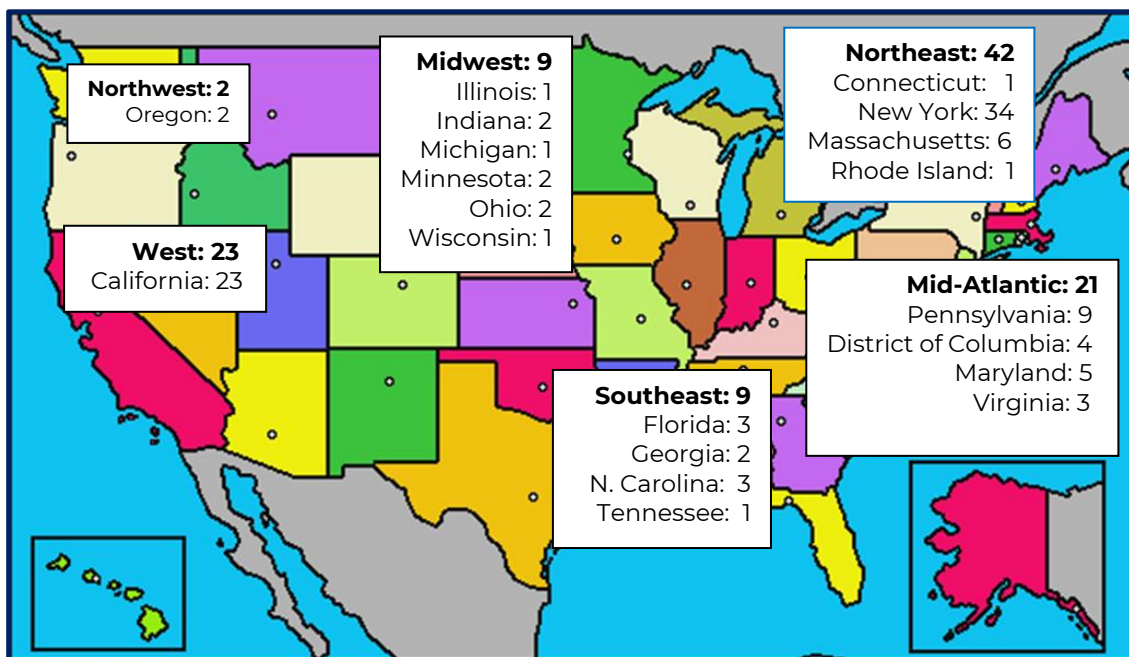 Northwest: 2
Oregon: 2
Midwest: 9
Illinois: 1
Indiana: 2
Michigan: 1
Minnesota: 2
Ohio: 2
Wisconsin: 1
Northeast: 42
Connecticut: 1
New York: 34
Massachusetts: 6
Rhode Island: 1
West: 23
California: 23
Mid-Atlantic: 21
Pennsylvania: 9
District of Columbia: 4
Maryland: 5
Virginia: 3
Southeast: 9
Florida: 3
Georgia: 2
N. Carolina: 3
Tennessee: 1